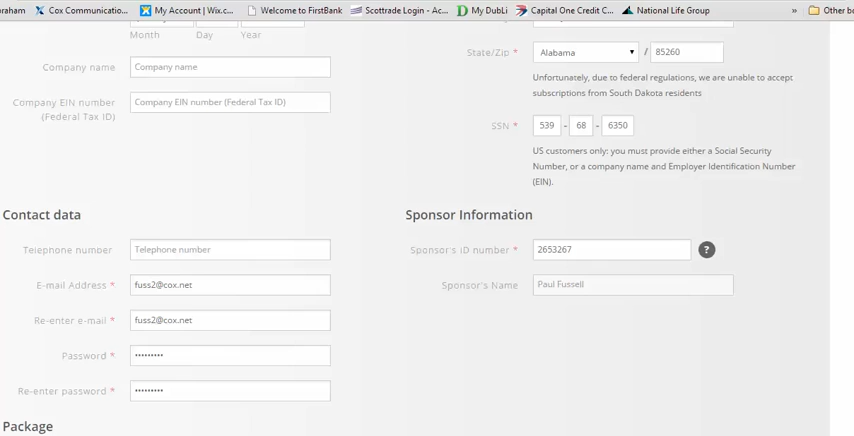 braham Cox Communicatio... My Account | Wix.c... Welcome to FirstBank Scottrade Login - Ac... My DubLi Capital One Credit C... National Life Group » Other bo
Month Day Year
State/Zip * Alabama / 85260
Company name Company name
Unfortunately, due to federal regulations, we are unable to accept
subscriptions from South Dakota residents
Company EIN number
(Federal Tax ID)
Company EIN number (Federal Tax ID)
SSN * 539 - 68 - 6350
US customers only: you must provide either a Social Security
Number, or a company name and Employer Identification Number
(EIN).
Contact data
Sponsor Information
Telephone number Telephone number
Sponsor's ID number * 2653267 ?
E-mail Address * fuss2@cox.net
Sponsor's Name Paul Fussell
Re-enter e-mail * fuss2@cox.net
Password * •••••••••
Re-enter password * •••••••••
Package